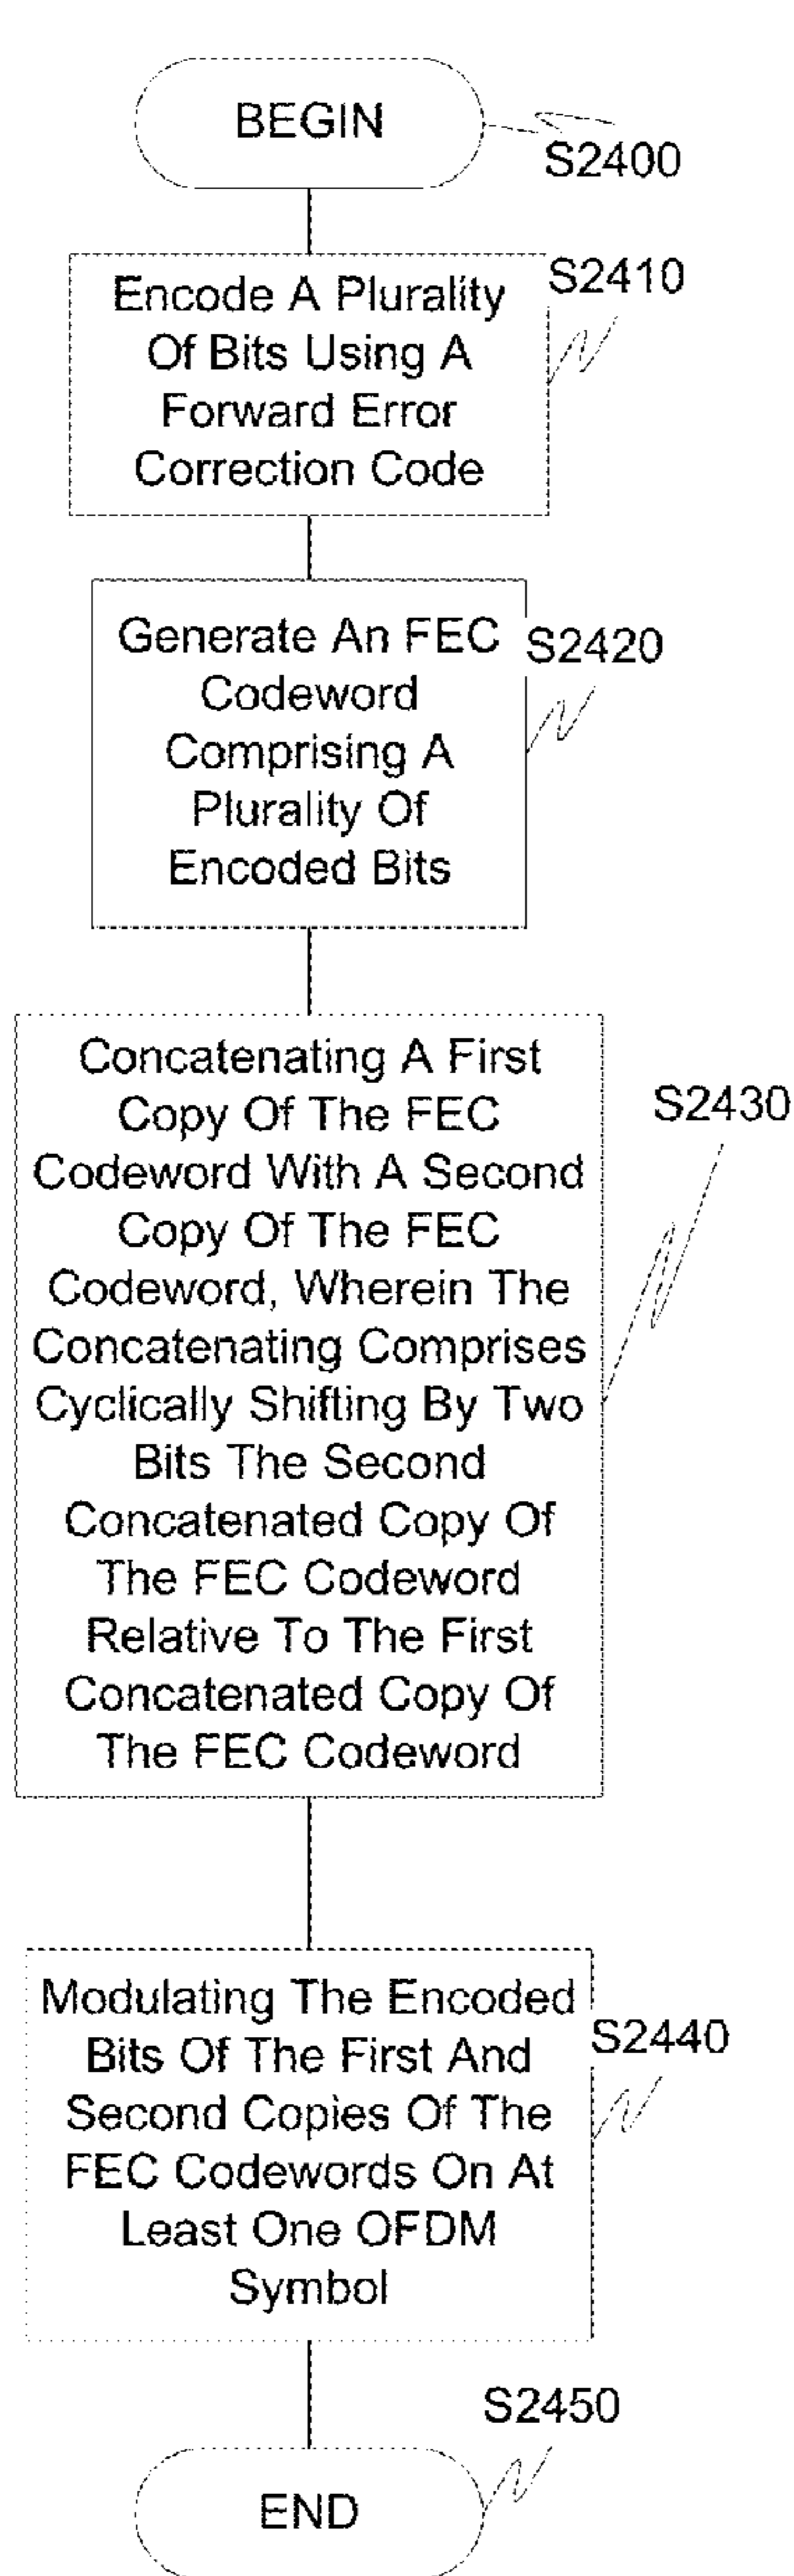 BEGIN
S2400
S2410
Encode A Plurality
Of Bits Using A
Forward Error
Correction Code
Generate An FEC
S2420
Codeword
Comprising A
Plurality Of
Encoded Bits
Concatenating A First
Copy Of The FEC
S2430
Codeword With A Second
Copy Of The FEC
Codeword, Wherein The
Concatenating Comprises
Cyclically Shifting By Two
Bits The Second
Concatenated Copy Of
The FEC Codeword
Relative To The First
Concatenated Copy Of
The FEC Codeword
Modulating The Encoded
S2440
Bits Of The First And
Second Copies Of The
FEC Codewords On At
Least One OFDM
Symbol
S2450
END